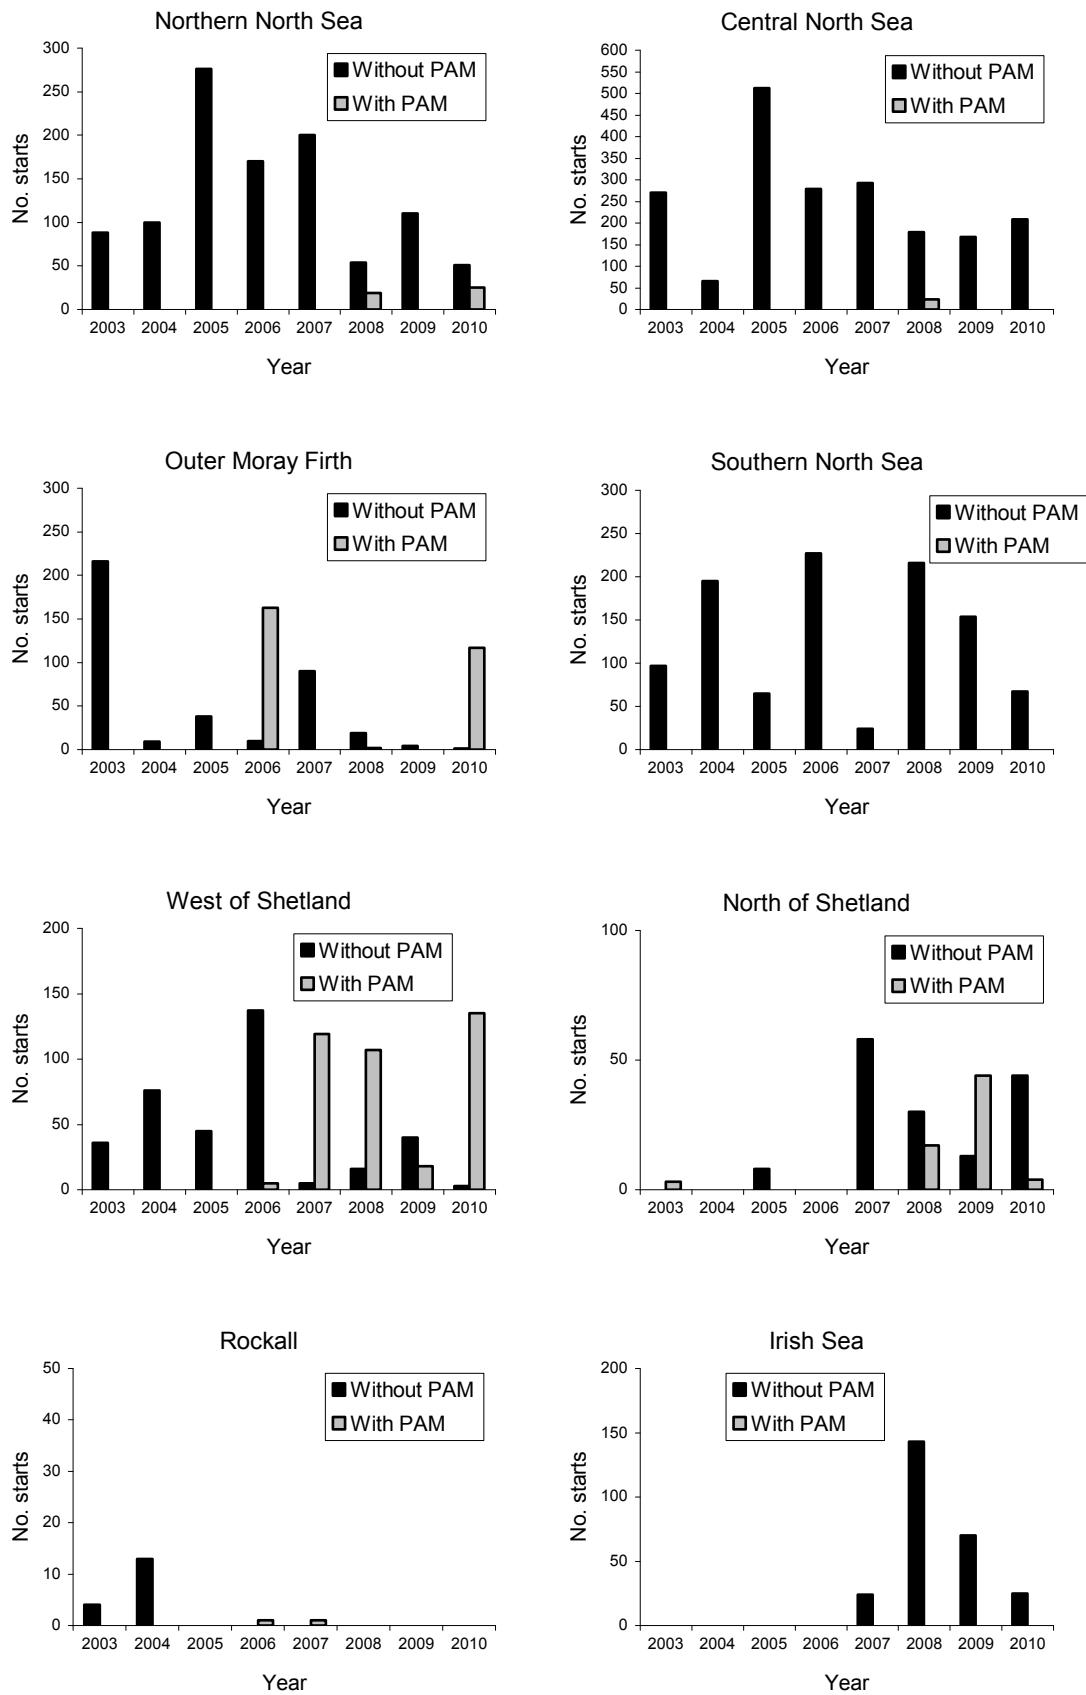 Northern North Sea
300
250
200
150
100
50
0
No. starts
Without PAM
With PAM
2003 2004 2005 2006 2007 2008 2009 2010
Year
Central North Sea
600
550
500
450
400
350
300
250
200
150
100
50
0
No. starts
Without PAM
With PAM
2003 2004 2005 2006 2007 2008 2009 2010
Year
Outer Moray Firth
300
250
200
150
100
50
0
No. starts
Without PAM
With PAM
2003 2004 2005 2006 2007 2008 2009 2010
Year
Southern North Sea
300
250
200
150
100
50
0
No. starts
Without PAM
With PAM
2003 2004 2005 2006 2007 2008 2009 2010
Year
West of Shetland
200
150
100
50
0
No. starts
Without PAM
With PAM
2003 2004 2005 2006 2007 2008 2009 2010
Year
North of Shetland
100
50
0
No. starts
Without PAM
With PAM
2003 2004 2005 2006 2007 2008 2009 2010
Year
Rockall
50
40
30
20
10
0
No. starts
Without PAM
With PAM
2003 2004 2005 2006 2007 2008 2009 2010
Year
Irish Sea
200
150
100
50
0
No. starts
Without PAM
With PAM
2003 2004 2005 2006 2007 2008 2009 2010
Year